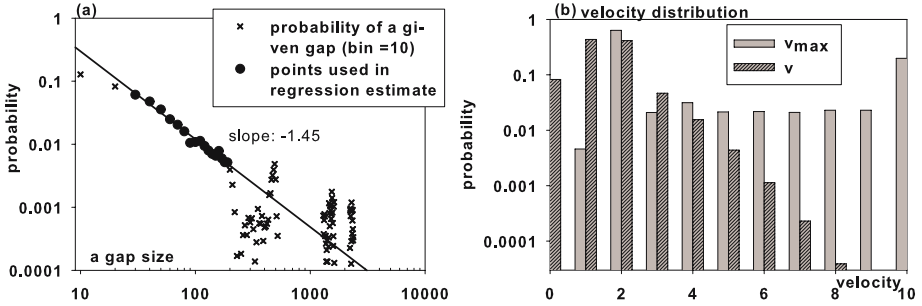 (a)
probability of a gi
ven gap (bin =10)
points used in
regression estimate
slope: -1.45
a gap size
probability
1
0.1
0.01
0.001
0.0001
10
100
1000
10000
(b) velocity distribution
vmax
v
probability
1
0.1
0.01
0.001
0.0001
0
2
4
6
8
velocity
10